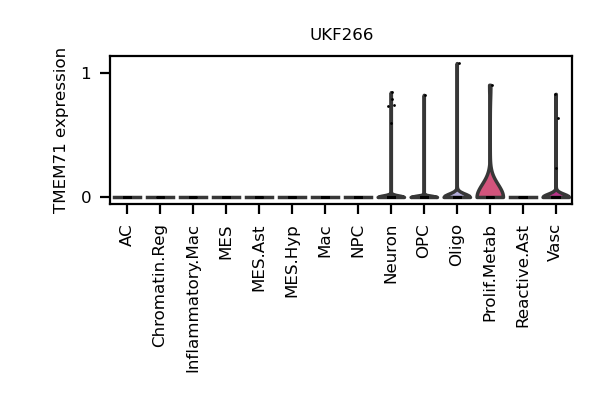 UKF266
TMEM71 expression
1
0
AC
Chromatin.Reg
Inflammatory.Mac
MES
MES.Ast
MES.Hyp
Mac
NPC
Neuron
OPC
Oligo
Prolif.Metab
Reactive.Ast
Vasc